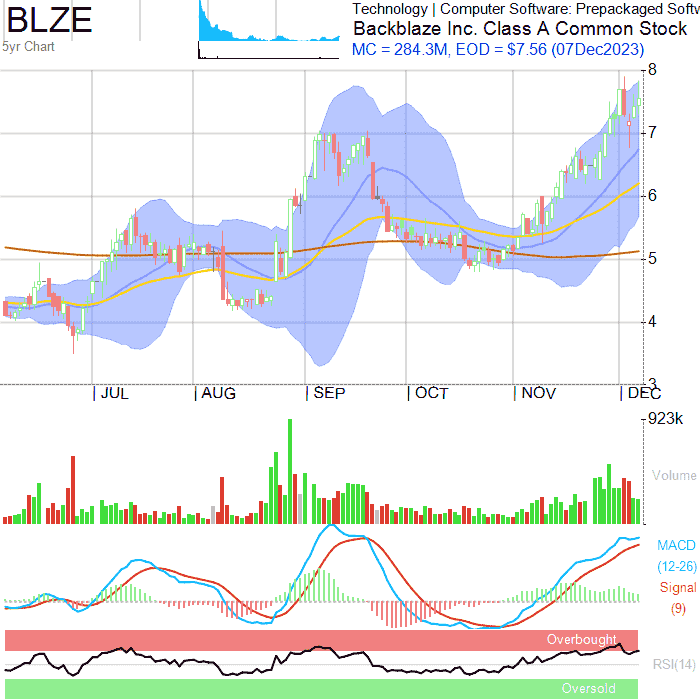 BLZE
5yr Chart
Technology | Computer Software: Prepackaged Softw
Backblaze Inc. Class A Common Stock
MC = 284.3M, EOD = $7.56 (07Dec2023)
8
7
6
5
4
3
JUL AUG SEP OCT NOV DEC
923k
Volume
MACD
(12-26)
Signal
(9)
Overbought
RSI(14)
Oversold